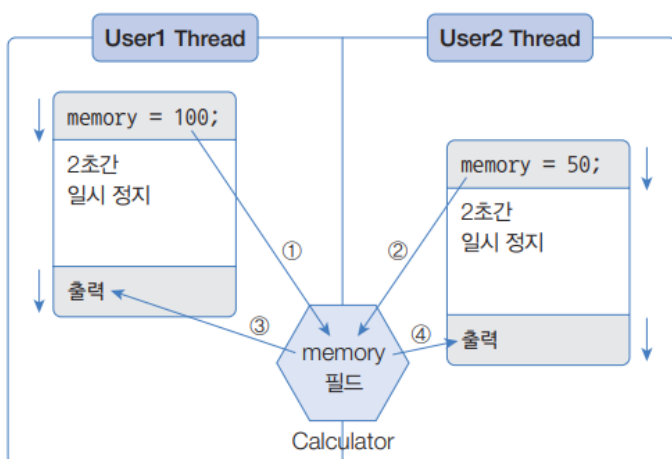 User1 Thread
User2 Thread
memory = 100;
2초간
일시 정지
출력
memory = 50;
2초간
일시 정지
출력
①
②
③
④
memory
필드
Calculator